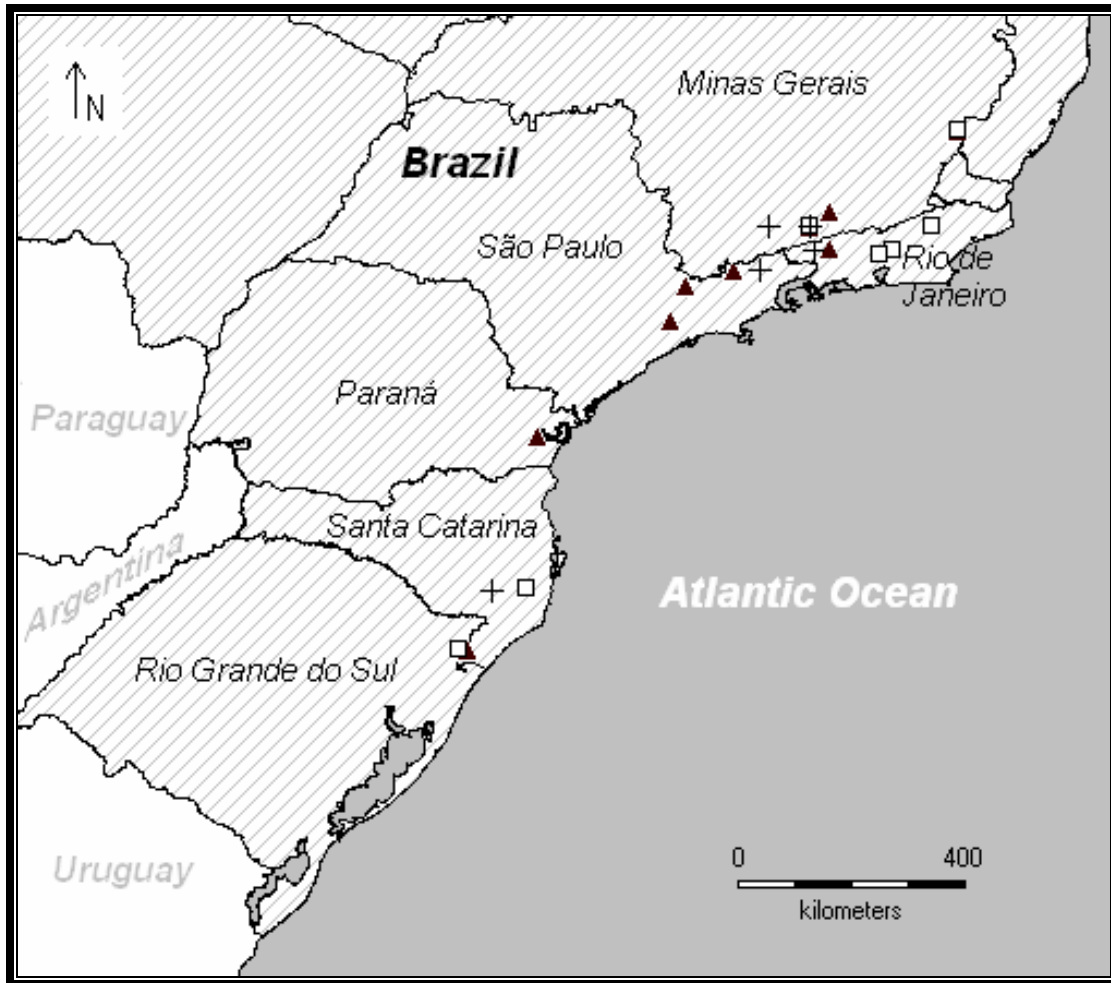 N
Minas Gerais
Brazil
São Paulo
Rio de
Janeiro
Paraná
Paraguay
Santa Catarina
Argentina
Atlantic Ocean
Rio Grande do Sul
Uruguay
0 400
kilometers